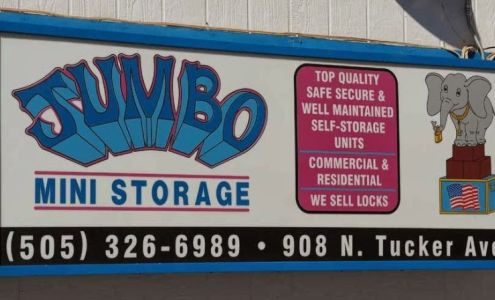 JUMBO
MINI STORAGE
TOP QUALITY
SAFE SECURE &
WELL MAINTAINED
SELF-STORAGE
UNITS
COMMERCIAL &
RESIDENTIAL
WE SELL LOCKS
(505) 326-6989 • 908 N. Tucker Ave